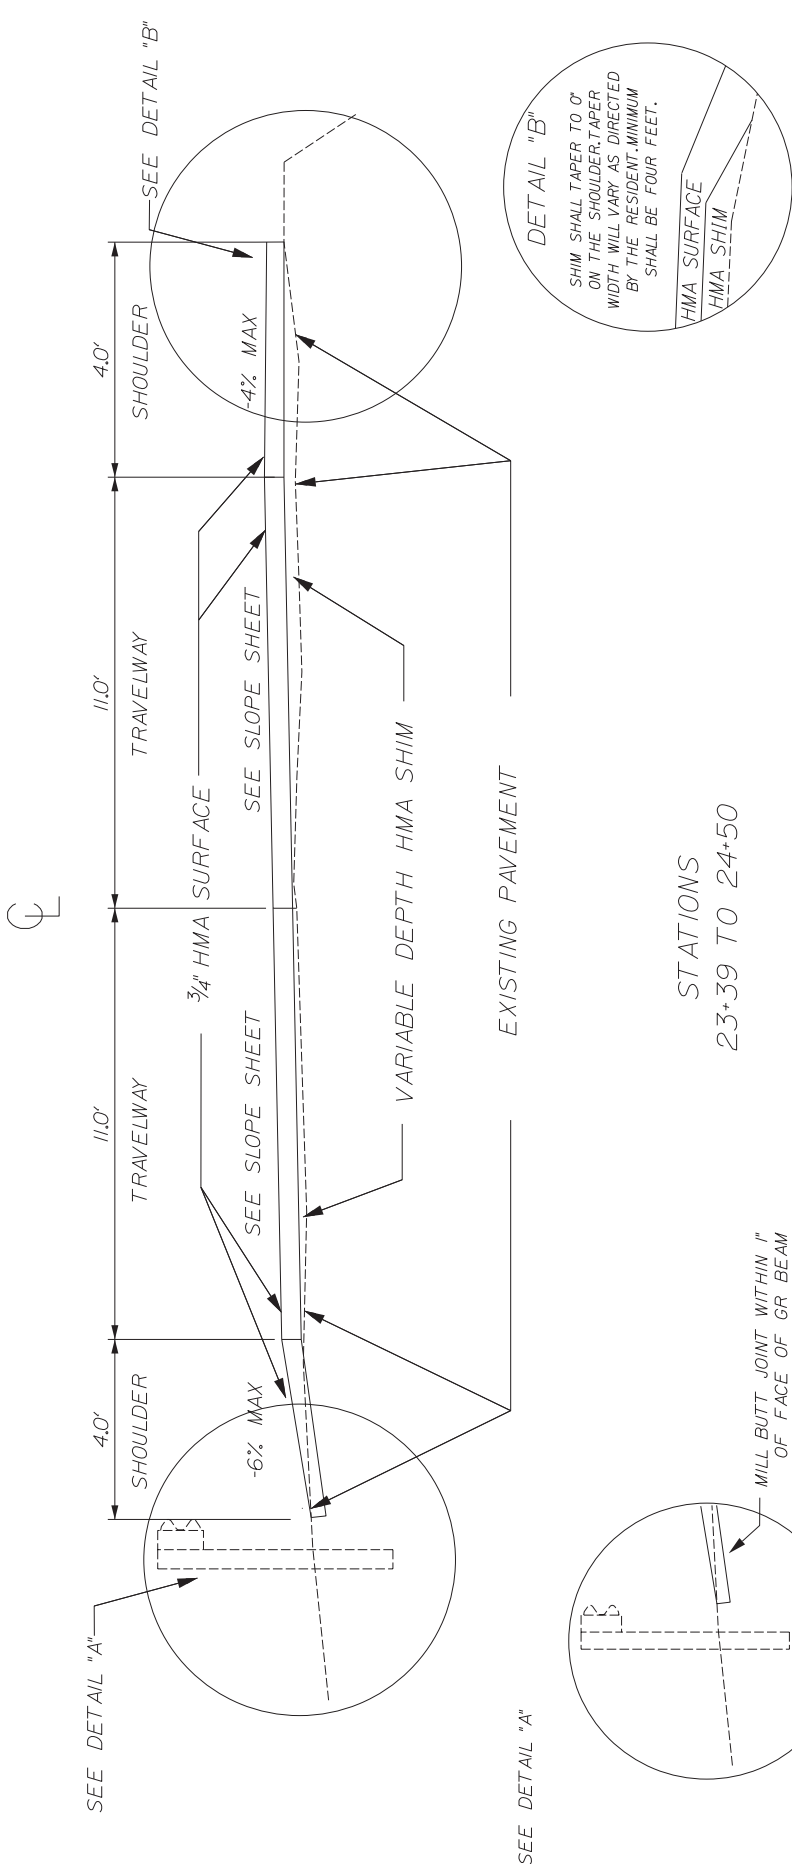 ℄
SEE DETAIL "A"
4.0'
SHOULDER
-6% MAX
11.0'
TRAVELWAY
SEE SLOPE SHEET
3/4" HMA SURFACE
11.0'
TRAVELWAY
SEE SLOPE SHEET
4.0'
SHOULDER
-4% MAX
SEE DETAIL "B"
VARIABLE DEPTH HMA SHIM
EXISTING PAVEMENT
STATIONS
23+39 TO 24+50
SEE DETAIL "A"
MILL BUTT JOINT WITHIN 1"
OF FACE OF GR BEAM
DETAIL "B"
SHIM SHALL TAPER TO 0"
ON THE SHOULDER.TAPER
WIDTH WILL VARY AS DIRECTED
BY THE RESIDENT.MINIMUM
SHALL BE FOUR FEET.
HMA SURFACE
HMA SHIM